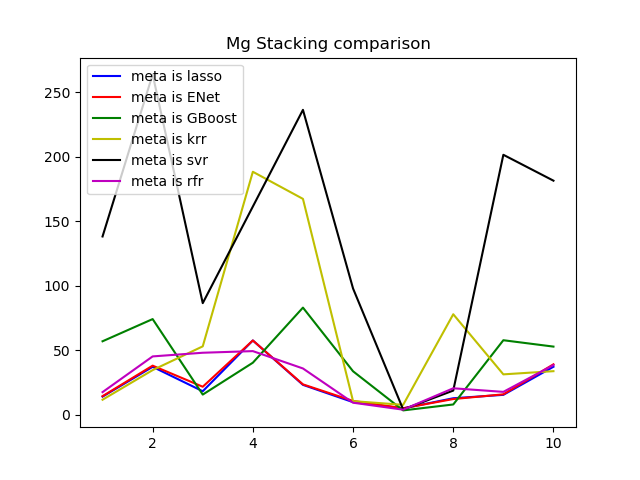 Mg Stacking comparison
meta is lasso
meta is ENet
meta is GBoost
meta is krr
meta is svr
meta is rfr
250
200
150
100
50
0
2 4 6 8 10